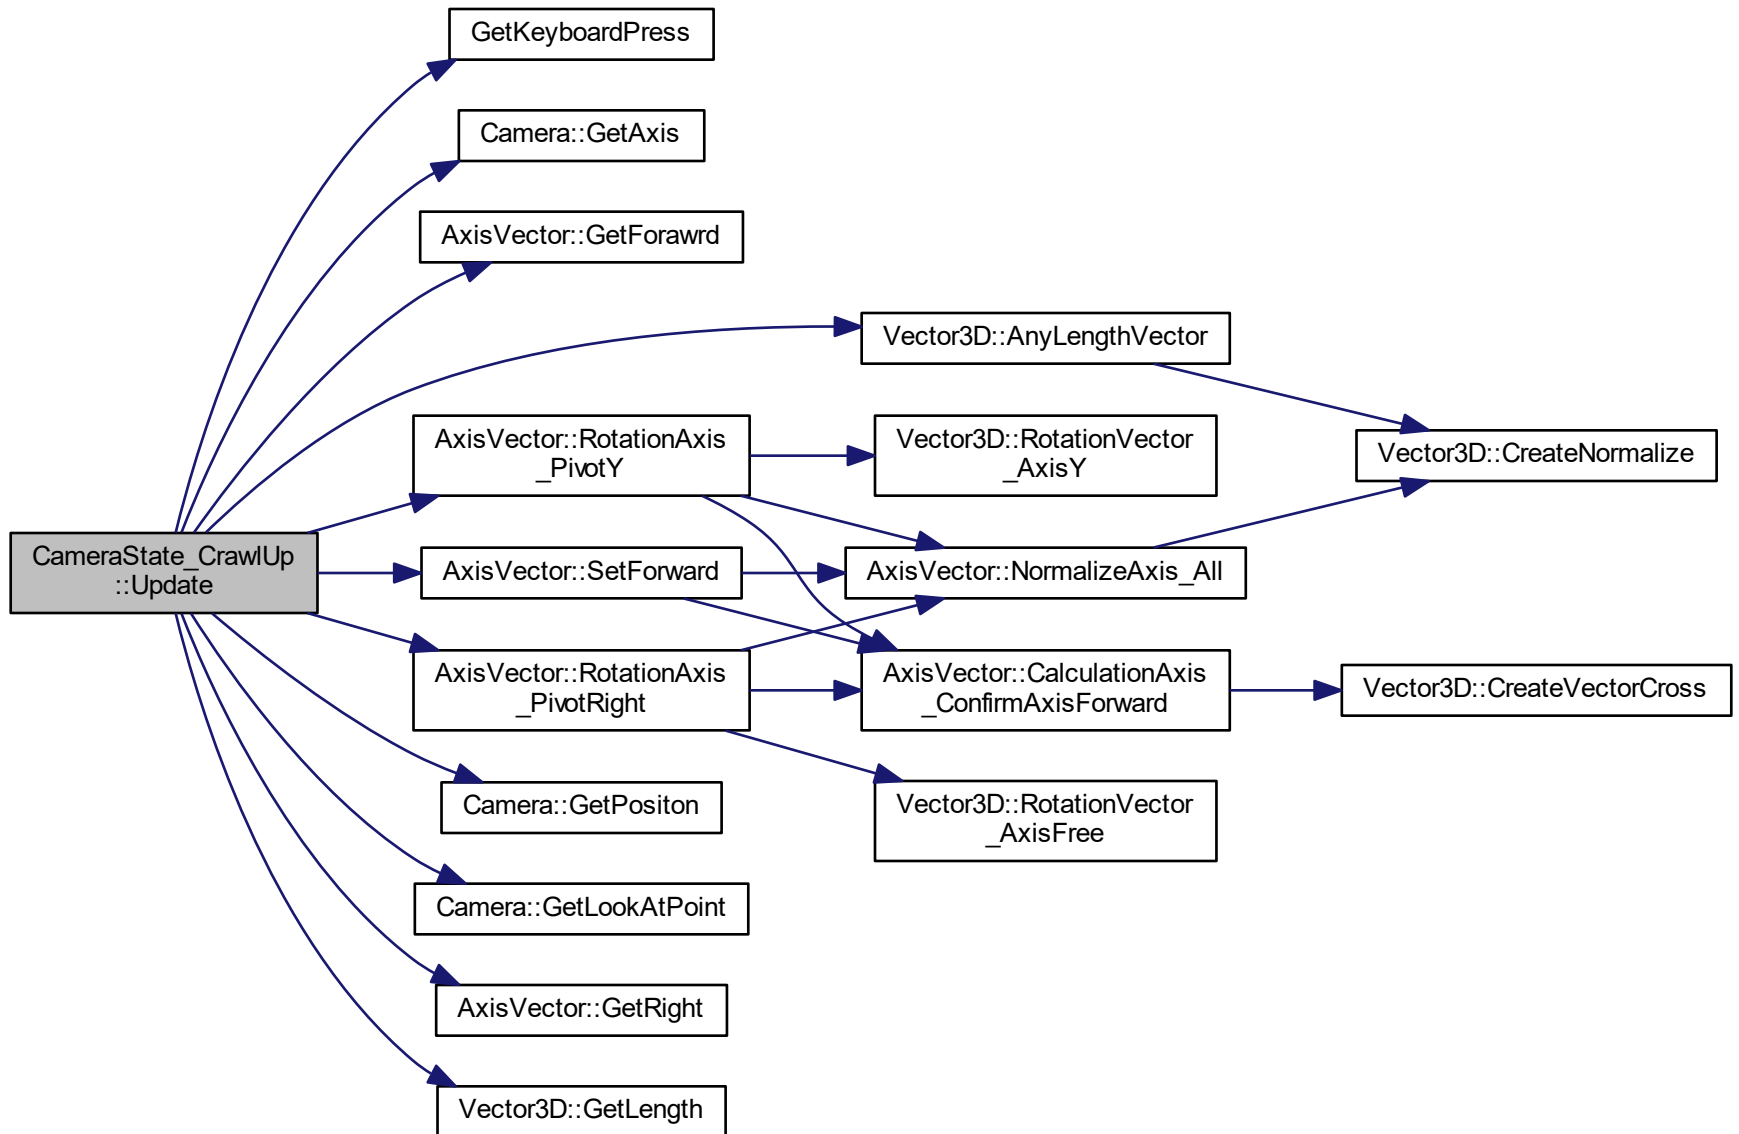 GetKeyboardPress
Camera::GetAxis
AxisVector::GetForawrd
Vector3D::AnyLengthVector
AxisVector::RotationAxis
_PivotY
Vector3D::RotationVector
_AxisY
Vector3D::CreateNormalize
CameraState_CrawlUp
::Update
AxisVector::SetForward
AxisVector::NormalizeAxis_All
AxisVector::RotationAxis
_PivotRight
AxisVector::CalculationAxis
_ConfirmAxisForward
Vector3D::CreateVectorCross
Camera::GetPositon
Vector3D::RotationVector
_AxisFree
Camera::GetLookAtPoint
AxisVector::GetRight
Vector3D::GetLength